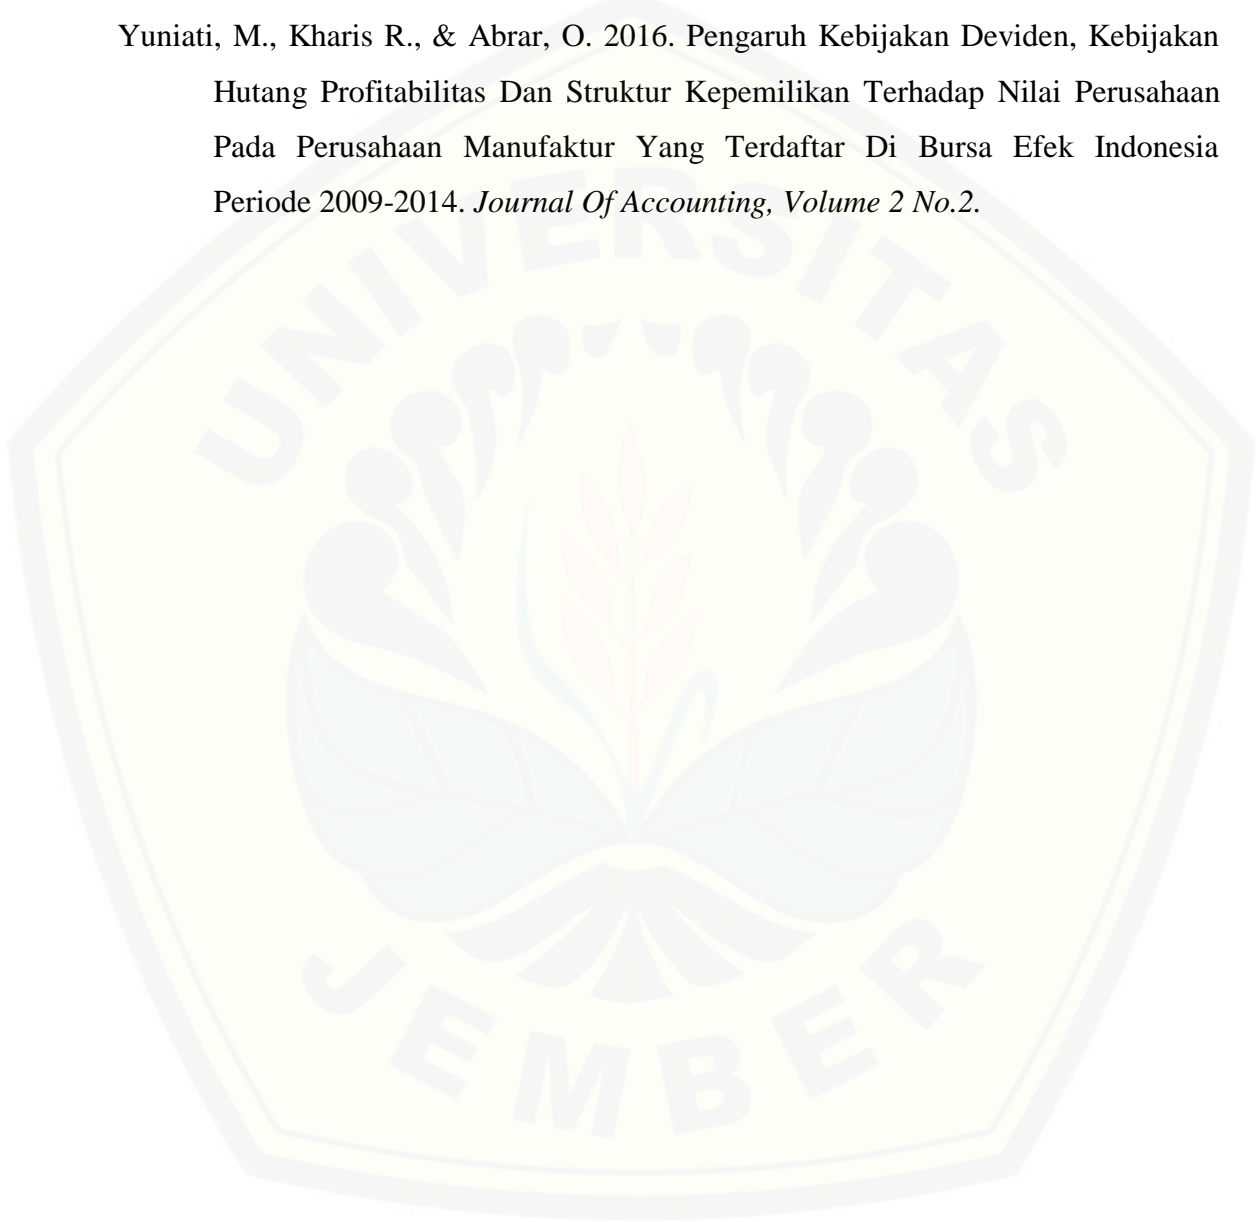 Yuniati, M., Kharis R., & Abrar, O. 2016. Pengaruh Kebijakan Deviden, Kebijakan
Hutang Profitabilitas Dan Struktur Kepemilikan Terhadap Nilai Perusahaan
Pada Perusahaan Manufaktur Yang Terdaftar Di Bursa Efek Indonesia
Periode 2009-2014. Journal Of Accounting, Volume 2 No.2.
UNIVERSITAS
JEMBER